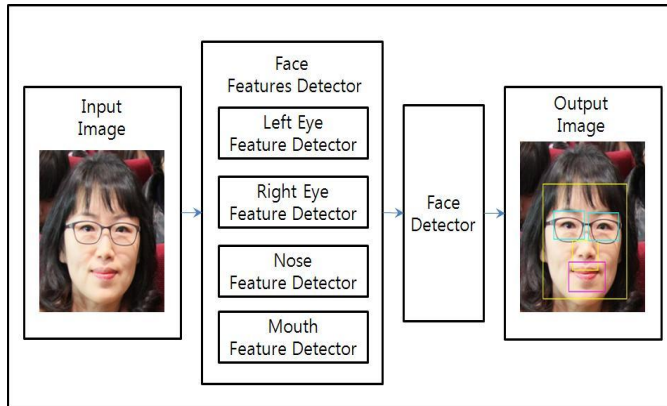 Input
Image
Face
Features Detector
Left Eye
Feature Detector
Right Eye
Feature Detector
Nose
Feature Detector
Mouth
Feature Detector
Face
Detector
Output
Image